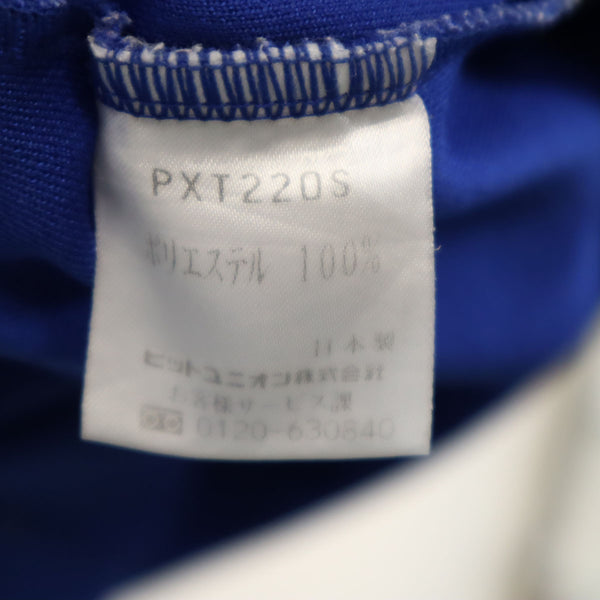 PXT220S
ポリエステル 100%
日本製
ヒットユニオン株式会社
お客様サービス課
0120-630840